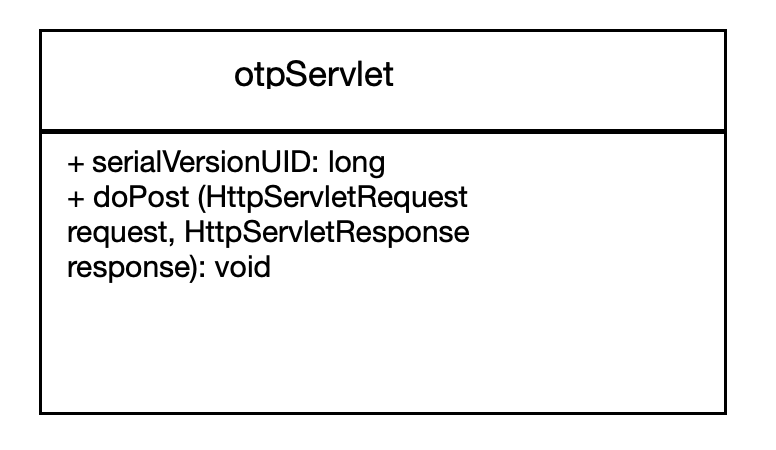 otpServlet
+ serialVersionUID: long
+ doPost (HttpServletRequest
request, HttpServletResponse
response): void